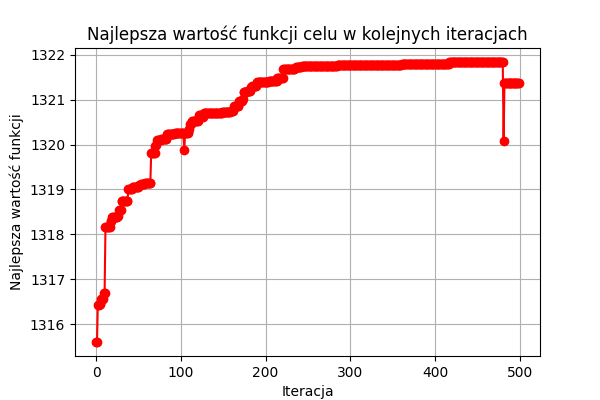 Najlepsza wartość funkcji celu w kolejnych iteracjach
1322
1321
1320
1319
1318
1317
1316
Najlepsza wartość funkcji
0 100 200 300 400 500
Iteracja